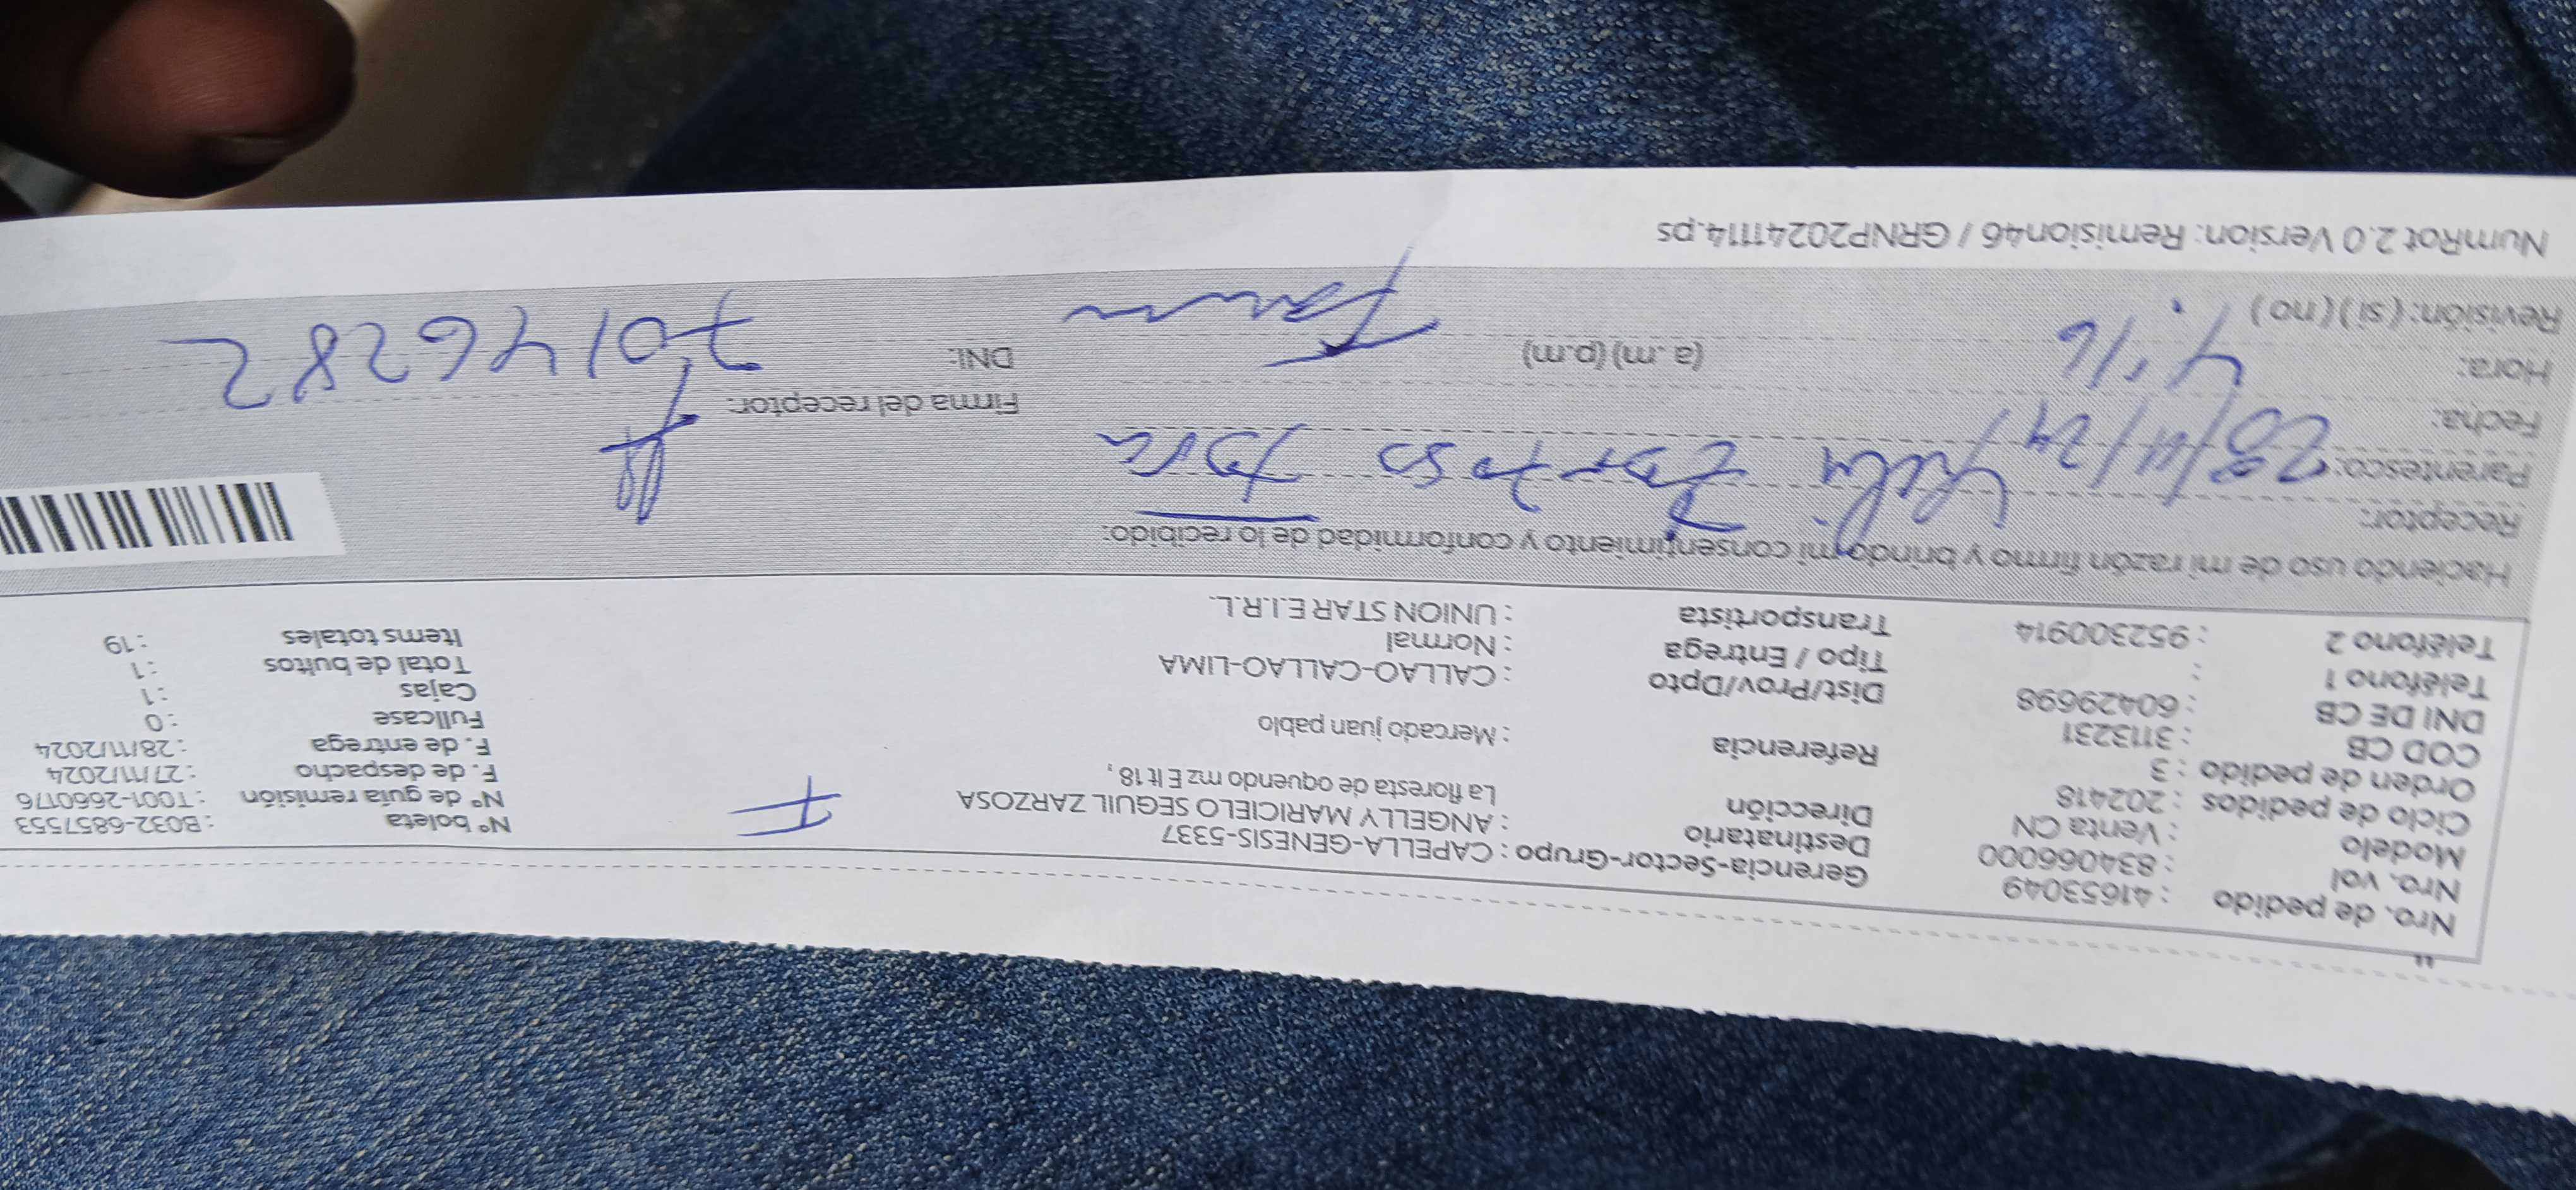 Nro. de pedido : 41653049
Nro. vol : 834066000
Modelo : Venta CN
Ciclo de pedidos : 202418
Orden de pedido : 3
COD CB : 3113231
DNI DE CB : 60429698
Teléfono 1 :
Teléfono 2 : 952300914
Gerencia-Sector-Grupo : CAPELLA-GENESIS-5337
Destinatario : ANGELLY MARICIELO SEGUIL ZARZOSA
Dirección La floresta de oquendo mz E lt 18 ,
Referencia : Mercado juan pablo
Dist/Prov/Dpto : CALLAO-CALLAO-LIMA
Tipo / Entrega : Normal
Transportista : UNION STAR E.I.R.L.
F
Nº boleta : B032-6857553
Nº de guía remisión : T001-2660176
F. de despacho : 27/11/2024
F. de entrega : 28/11/2024
Fullcase : 0
Cajas : 1
Total de bultos : 1
Items totales : 19
Haciendo uso de mi razón firmo y brindo mi consentimiento y conformidad de lo recibido:
Receptor:
Parentesco:
Fecha: 28/11/24
Hora: 4:16 (a.m) (p.m)
Revisión: (si) (no)
Firma del receptor:
DNI: 70146282
NumRot 2.0 Version: Remision46 / GRNP20241114.ps